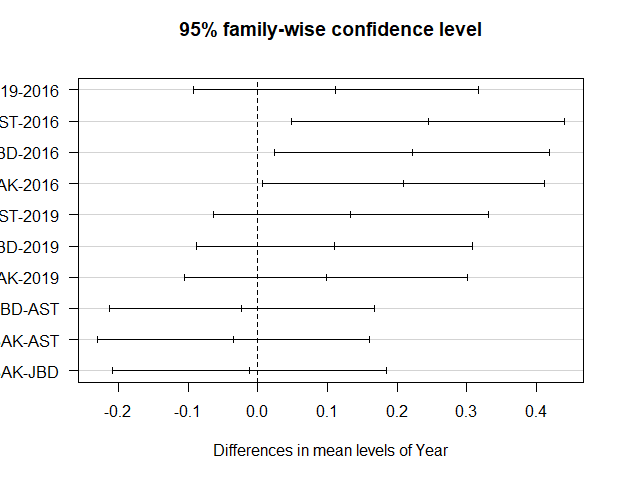 95% family-wise confidence level
19-2016
ST-2016
BD-2016
AK-2016
ST-2019
BD-2019
AK-2019
BD-AST
AK-AST
AK-JBD
-0.2 -0.1 0.0 0.1 0.2 0.3 0.4
Differences in mean levels of Year